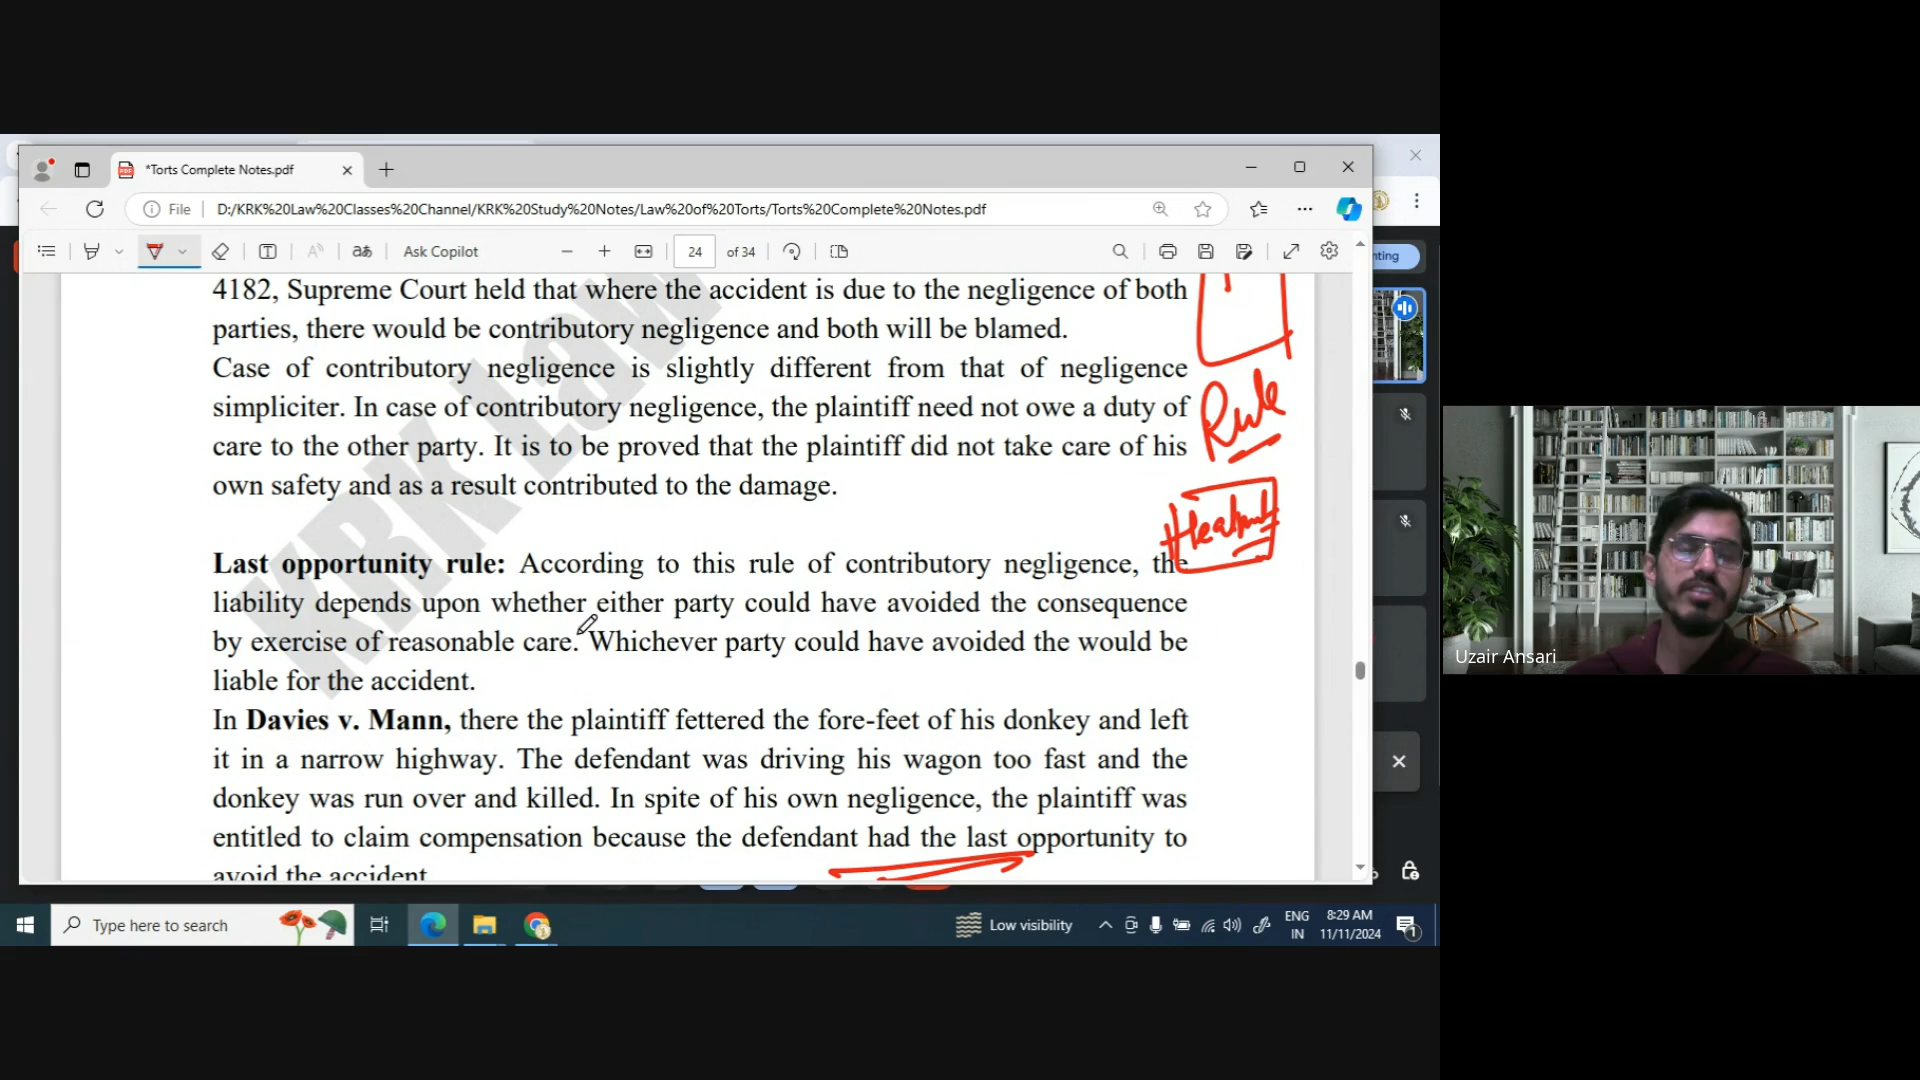 *Torts Complete Notes.pdf
File
D:/KRK%20Law%20Classes%20Channel/KRK%20Study%20Notes/Law%20of%20Torts/Torts%20Complete%20Notes.pdf
Ask Copilot
24 of 34
nting
4182, Supreme Court held that where the accident is due to the negligence of both
parties, there would be contributory negligence and both will be blamed.
Case of contributory negligence is slightly different from that of negligence
simpliciter. In case of contributory negligence, the plaintiff need not owe a duty of
care to the other party. It is to be proved that the plaintiff did not take care of his
own safety and as a result contributed to the damage.
Rule
Last opportunity rule: According to this rule of contributory negligence, the
liability depends upon whether either party could have avoided the consequence
by exercise of reasonable care. Whichever party could have avoided the would be
liable for the accident.
In Davies v. Mann, there the plaintiff fettered the fore-feet of his donkey and left
it in a narrow highway. The defendant was driving his wagon too fast and the
donkey was run over and killed. In spite of his own negligence, the plaintiff was
entitled to claim compensation because the defendant had the last opportunity to
avoid the accident.
KRK Law
Uzair Ansari
Type here to search
Low visibility
ENG
IN
8:29 AM
11/11/2024
1